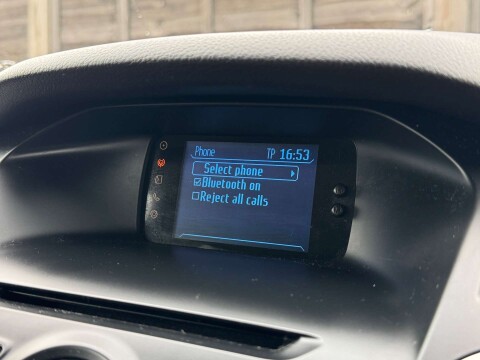 Phone TP 16:53
Select phone
Bluetooth on
Reject all calls